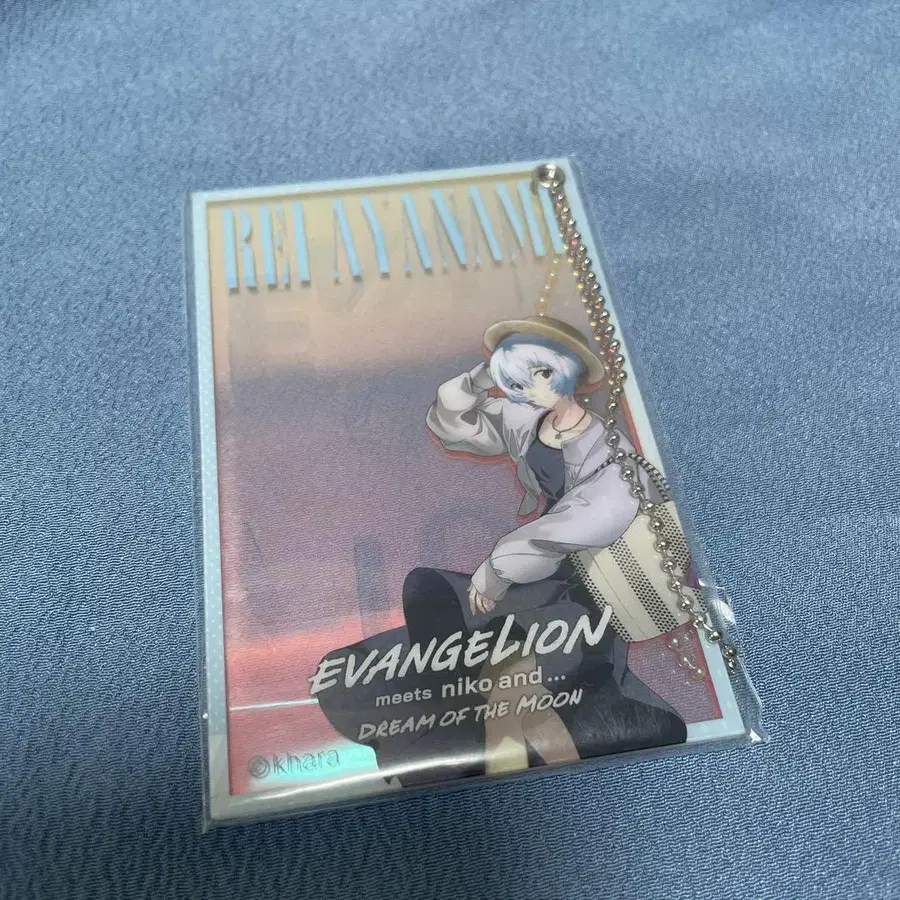 REI AYANAMI
EVANGELION
meets niko and ...
DREAM OF THE MOON
©khara